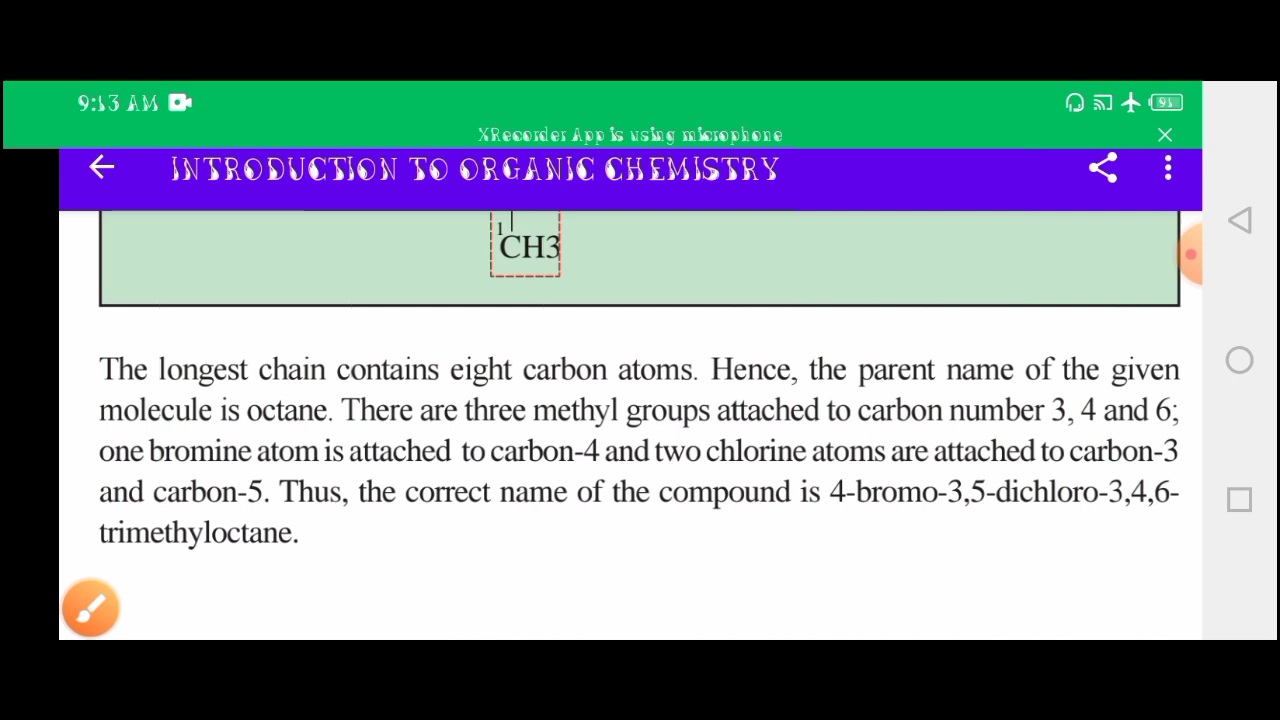 9:13 AM
91
XRecorder App is using microphone
INTRODUCTION TO ORGANIC CHEMISTRY
1
CH3
The longest chain contains eight carbon atoms. Hence, the parent name of the given
molecule is octane. There are three methyl groups attached to carbon number 3, 4 and 6;
one bromine atom is attached to carbon-4 and two chlorine atoms are attached to carbon-3
and carbon-5. Thus, the correct name of the compound is 4-bromo-3,5-dichloro-3,4,6-
trimethyloctane.